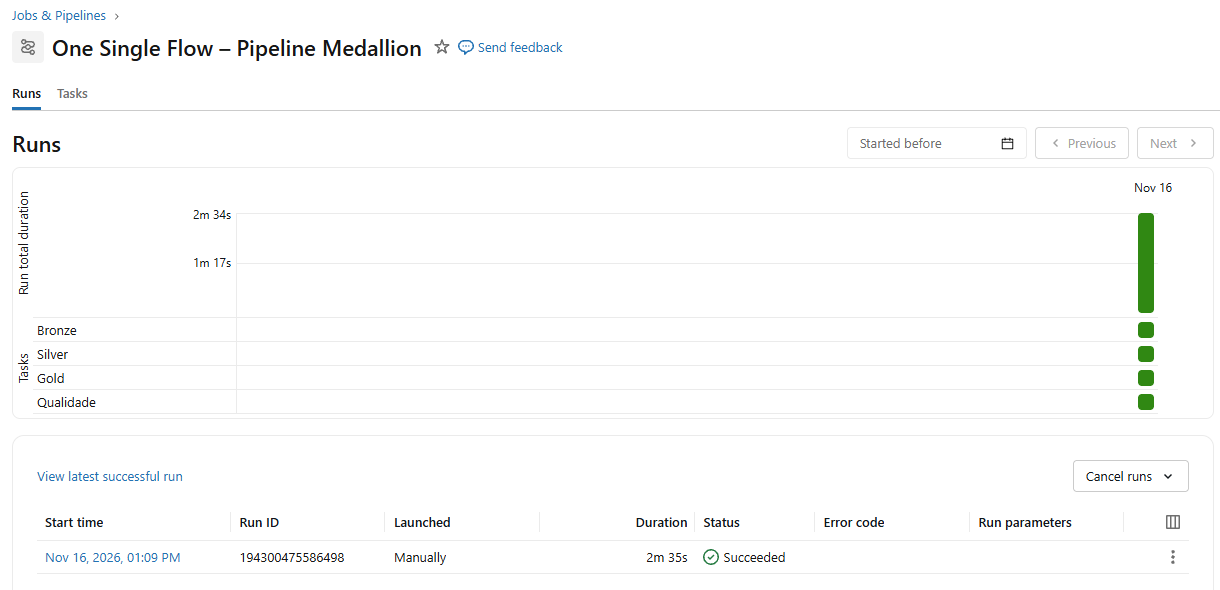 Jobs & Pipelines
One Single Flow – Pipeline Medallion
Send feedback
Runs Tasks
Runs
Started before
Previous
Next
Nov 16
Run total duration
2m 34s
1m 17s
Tasks
Bronze
Silver
Gold
Qualidade
View latest successful run
Cancel runs
Start time Run ID Launched Duration Status Error code Run parameters
Nov 16, 2026, 01:09 PM 194300475586498 Manually 2m 35s Succeeded